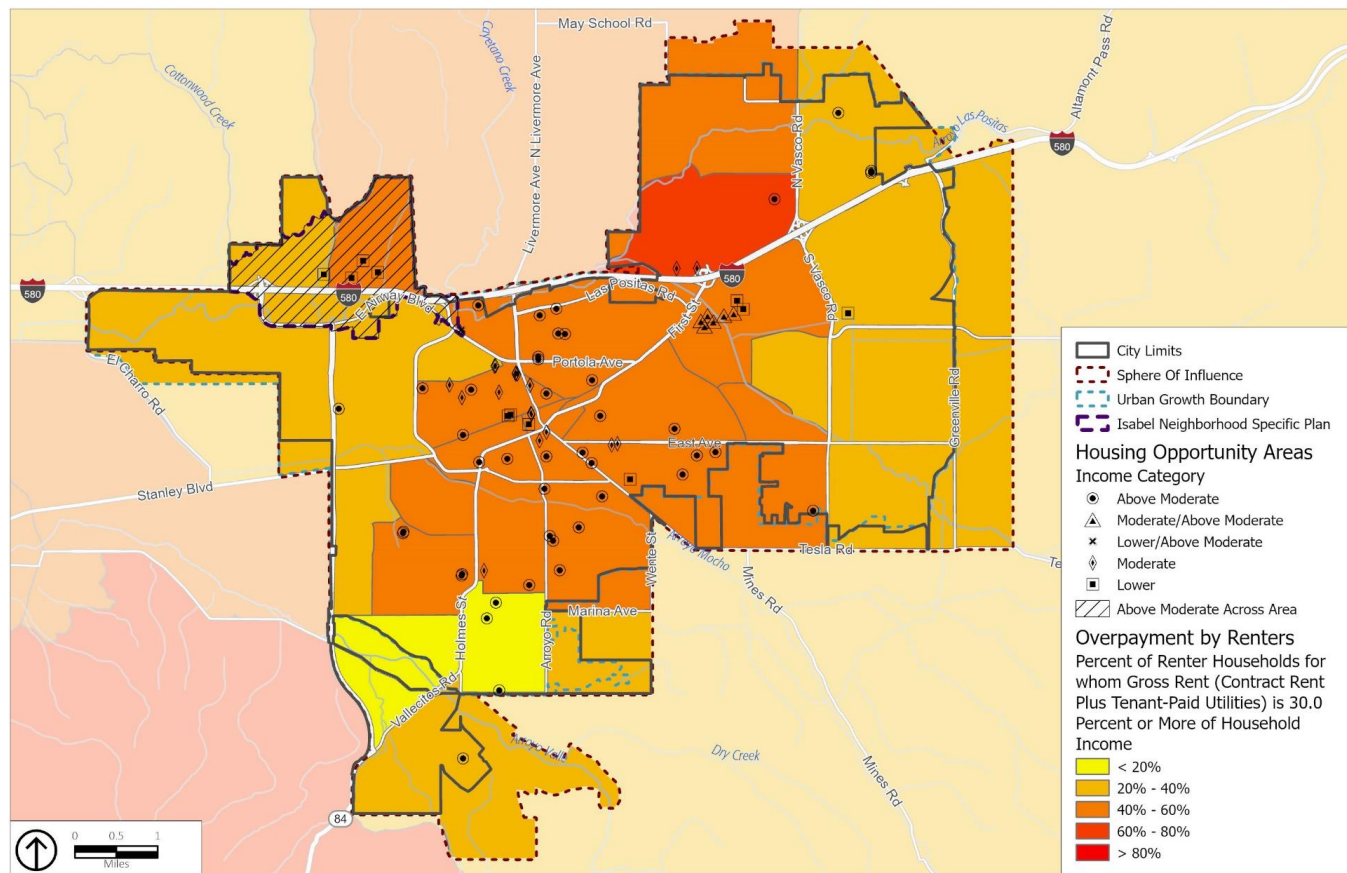 May School Rd
Cayetano Creek
Cottonwood Creek
Livermore Ave
N Livermore Ave
Altamont Pass Rd
N Vasco Rd
Arroyo Las Positas
580
580
580
580
580
E Airway Blvd
Las Positas Rd
First St
S Vasco Rd
Portola Ave
El Charro Rd
Greenville Rd
East Ave
Stanley Blvd
Tesla Rd
Te
Wente St
Arroyo Mocho
Mines Rd
Marina Ave
Holmes St
Arroyo Rd
Vallecitos Rd
Dry Creek
Mines Rd
84
0 0.5 1
Miles
City Limits
Sphere Of Influence
Urban Growth Boundary
Isabel Neighborhood Specific Plan
Housing Opportunity Areas
Income Category
Above Moderate
Moderate/Above Moderate
Lower/Above Moderate
Moderate
Lower
Above Moderate Across Area
Overpayment by Renters
Percent of Renter Households for
whom Gross Rent (Contract Rent
Plus Tenant-Paid Utilities) is 30.0
Percent or More of Household
Income
< 20%
20% - 40%
40% - 60%
60% - 80%
> 80%